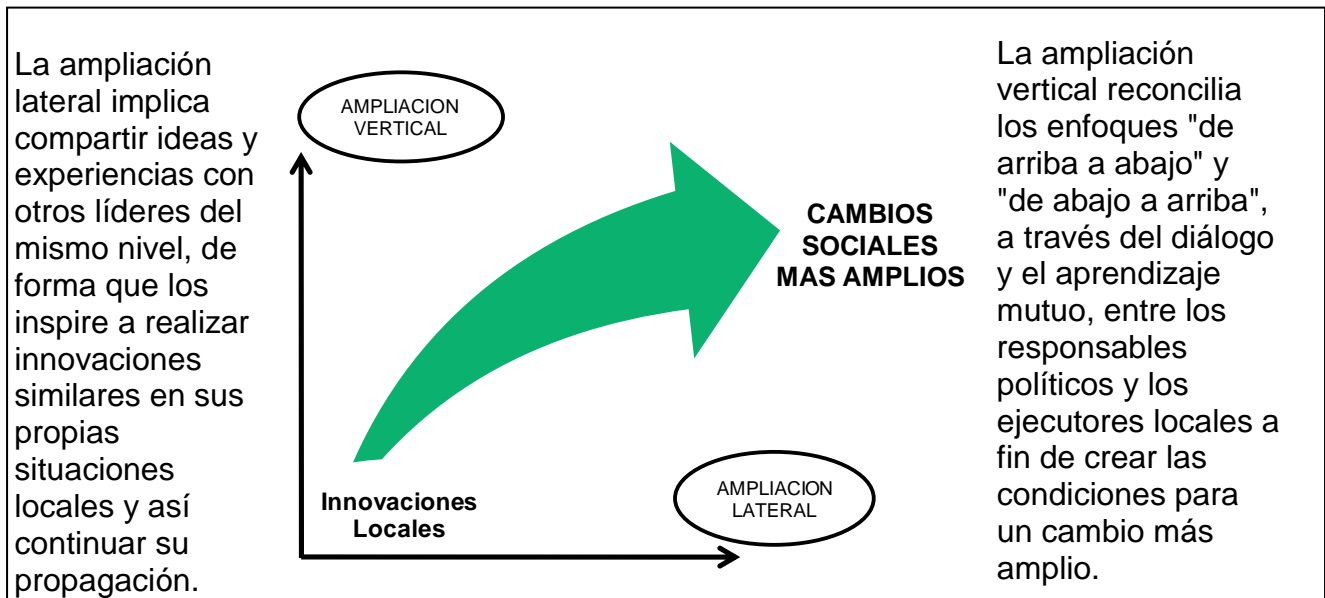 La ampliación
lateral implica
compartir ideas y
experiencias con
otros líderes del
mismo nivel, de
forma que los
inspire a realizar
innovaciones
similares en sus
propias
situaciones
locales y así
continuar su
propagación.
AMPLIACION
VERTICAL
CAMBIOS
SOCIALES
MAS AMPLIOS
Innovaciones
Locales
AMPLIACION
LATERAL
La ampliación
vertical reconcilia
los enfoques "de
arriba a abajo" y
"de abajo a arriba",
a través del diálogo
y el aprendizaje
mutuo, entre los
responsables
políticos y los
ejecutores locales a
fin de crear las
condiciones para
un cambio más
amplio.